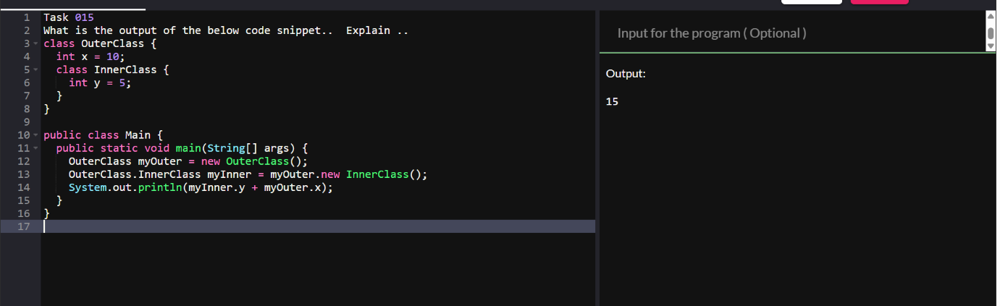 1 Task 015
2 What is the output of the below code snippet..  Explain ..
3 class OuterClass {
4   int x = 10;
5   class InnerClass {
6     int y = 5;
7   }
8 }
9
10 public class Main {
11   public static void main(String[] args) {
12     OuterClass myOuter = new OuterClass();
13     OuterClass.InnerClass myInner = myOuter.new InnerClass();
14     System.out.println(myInner.y + myOuter.x);
15   }
16 }
17
Input for the program ( Optional )
Output:
15